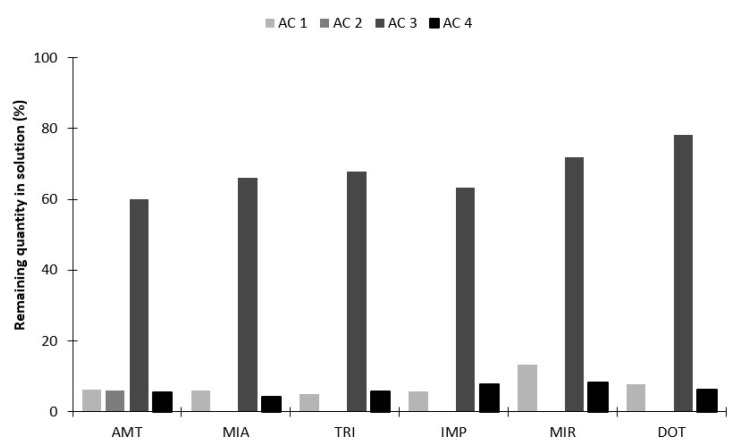 AC 1 AC 2 AC 3 AC 4
Remaining quantity in solution (%)
100
80
60
40
20
0
AMT MIA TRI IMP MIR DOT